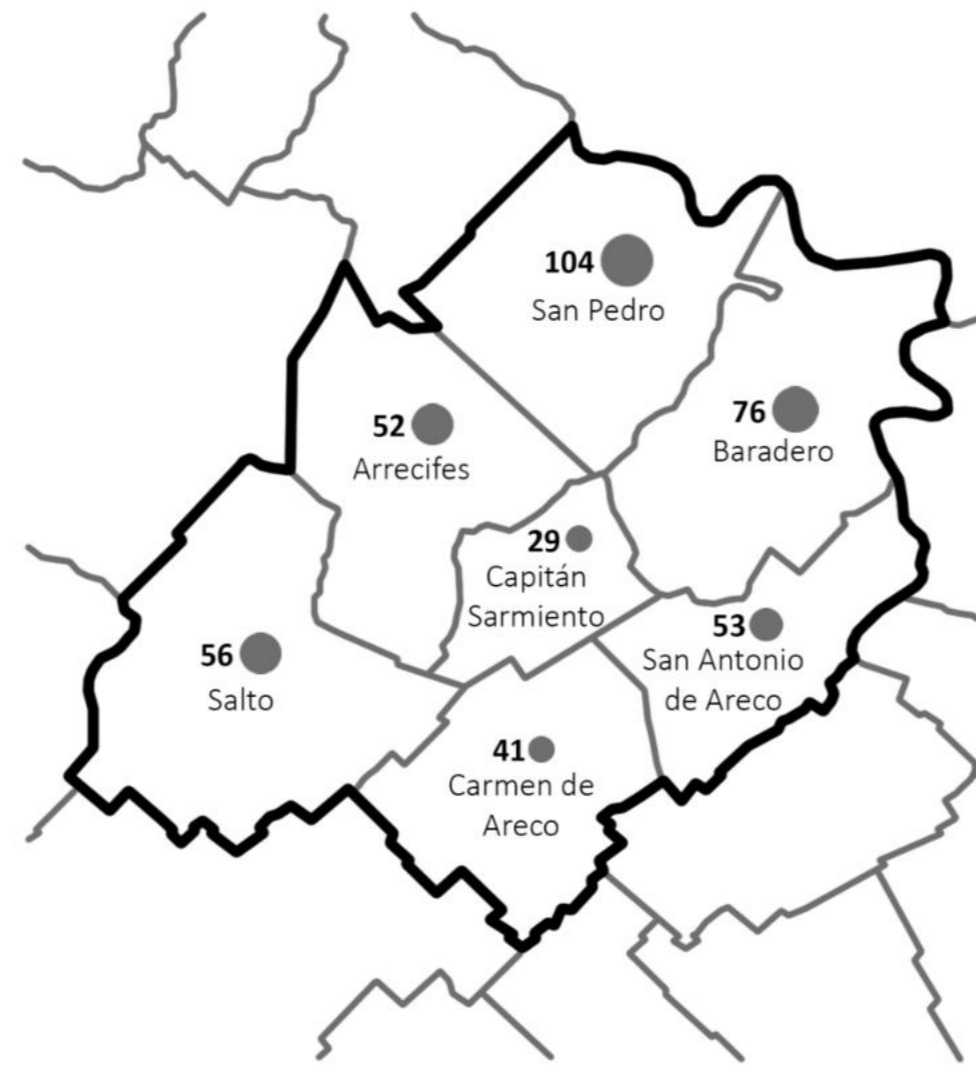 104
San Pedro
76
Baradero
52
Arrecifes
29
Capitán
Sarmiento
53
San Antonio
de Areco
56
Salto
41
Carmen de
Areco